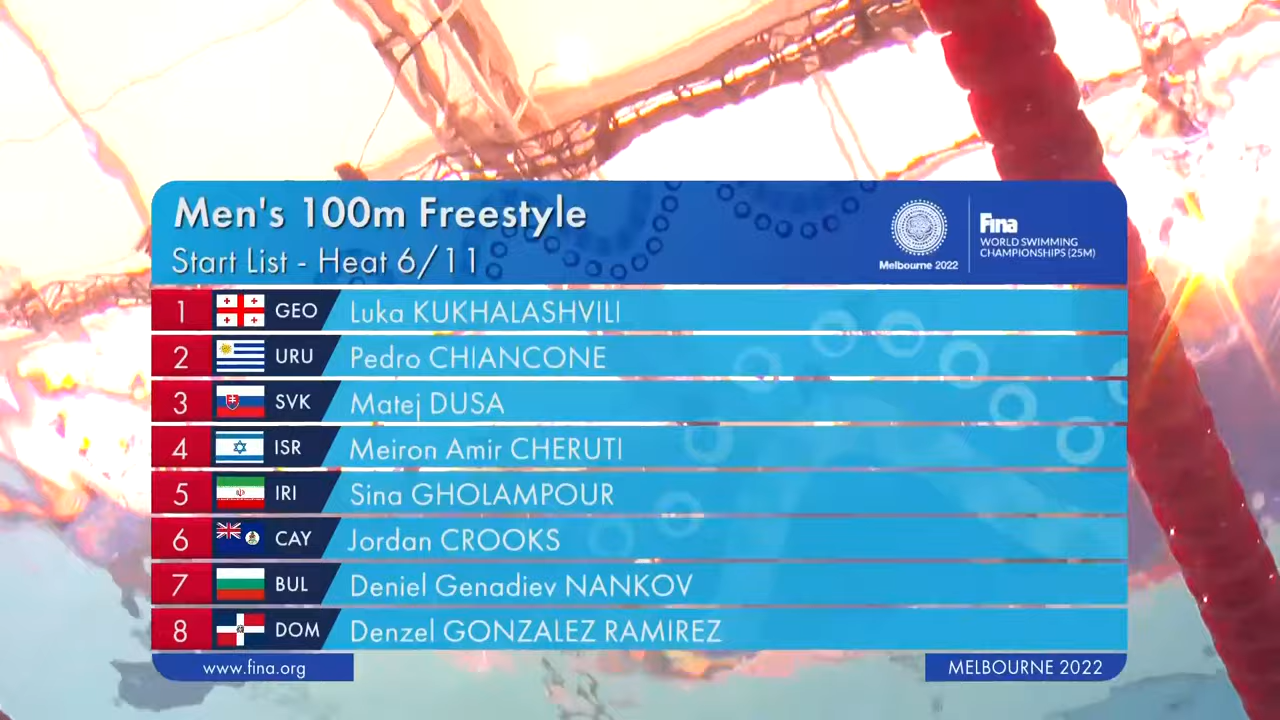 Men's 100m Freestyle
Start List - Heat 6/11
Melbourne 2022
Fina
WORLD SWIMMING
CHAMPIONSHIPS (25M)
1 GEO Luka KUKHALASHVILI
2 URU Pedro CHIANCONE
3 SVK Matej DUSA
4 ISR Meiron Amir CHERUTI
5 IRI Sina GHOLAMPOUR
6 CAY Jordan CROOKS
7 BUL Deniel Genadiev NANKOV
8 DOM Denzel GONZALEZ RAMIREZ
www.fina.org
MELBOURNE 2022